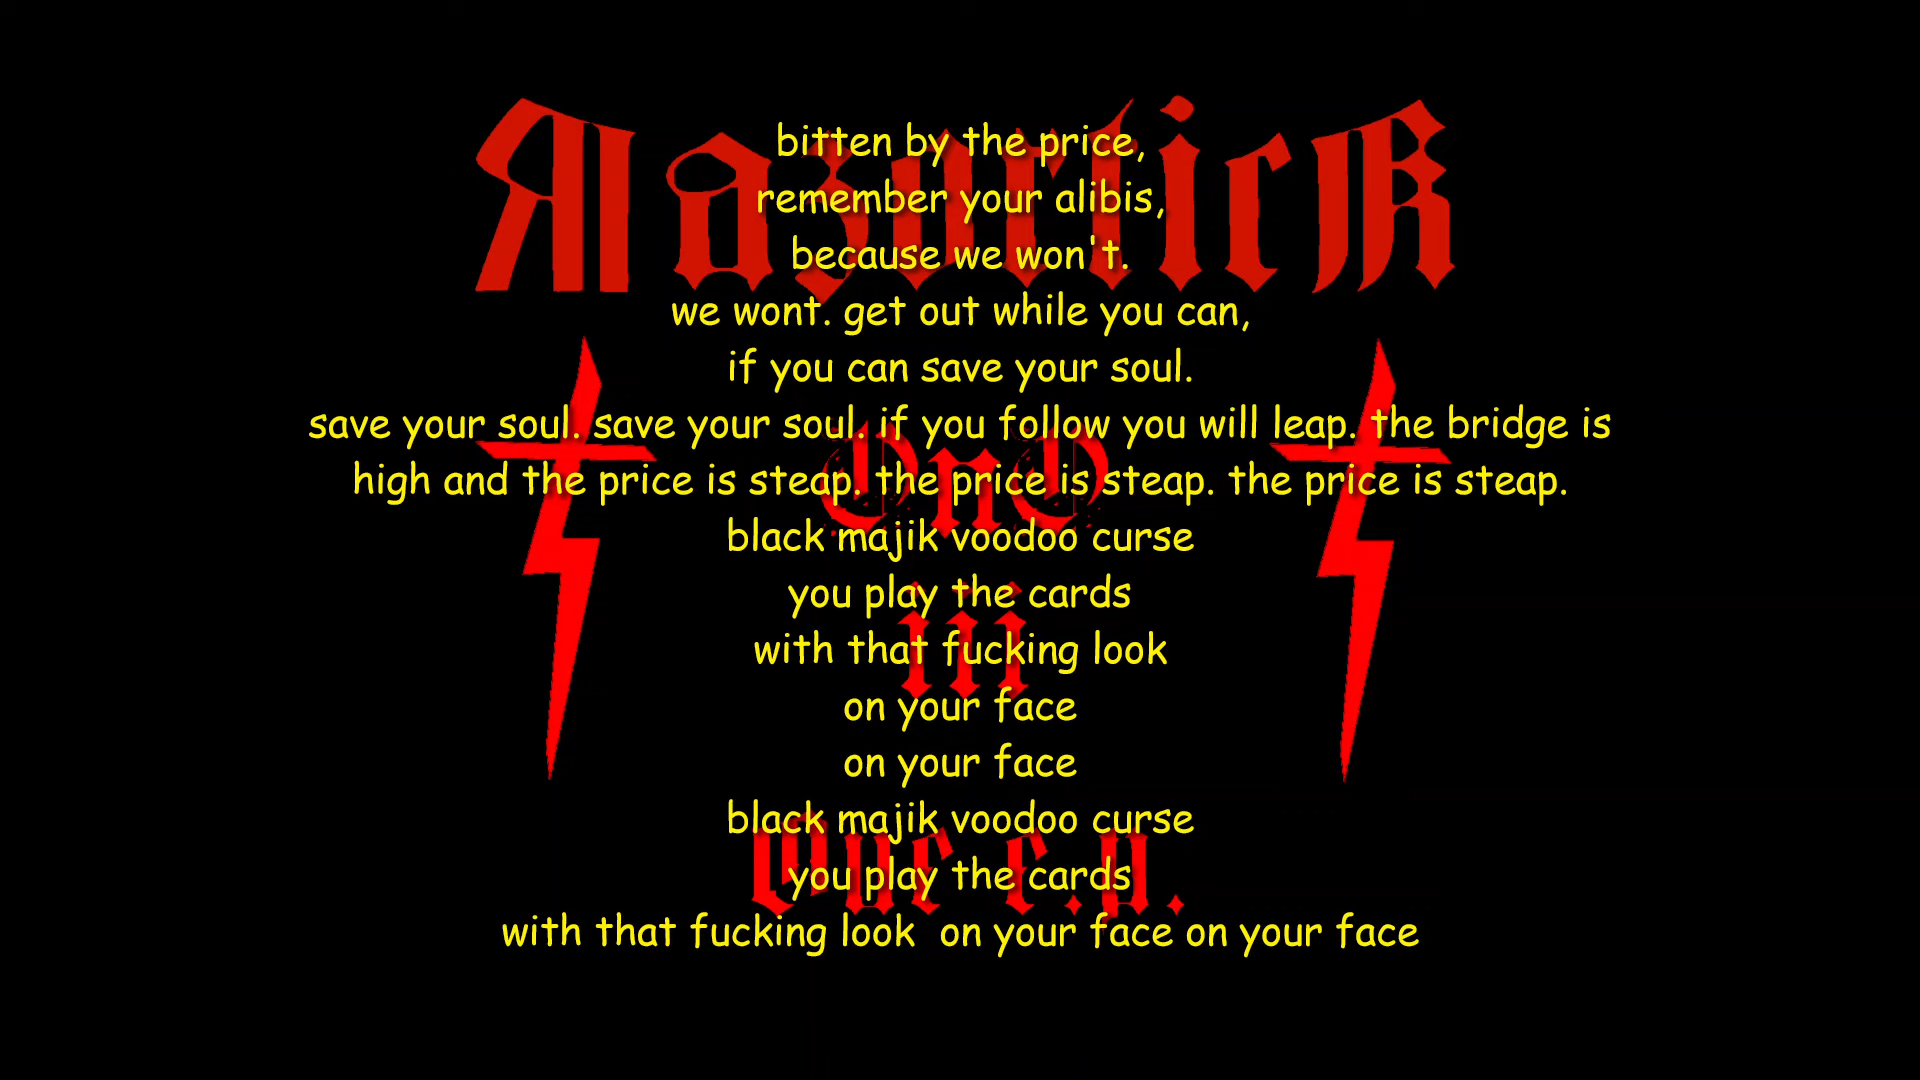 RazorticK
bitten by the price,
remember your alibis,
because we won't.
we wont. get out while you can,
if you can save your soul.
save your soul. save your soul. if you follow you will leap. the bridge is
high and the price is steap. the price is steap. the price is steap.
OnO
black majik voodoo curse
you play the cards
iii
with that fucking look
on your face
on your face
black majik voodoo curse
you play the cards
One e.p.
with that fucking look  on your face on your face